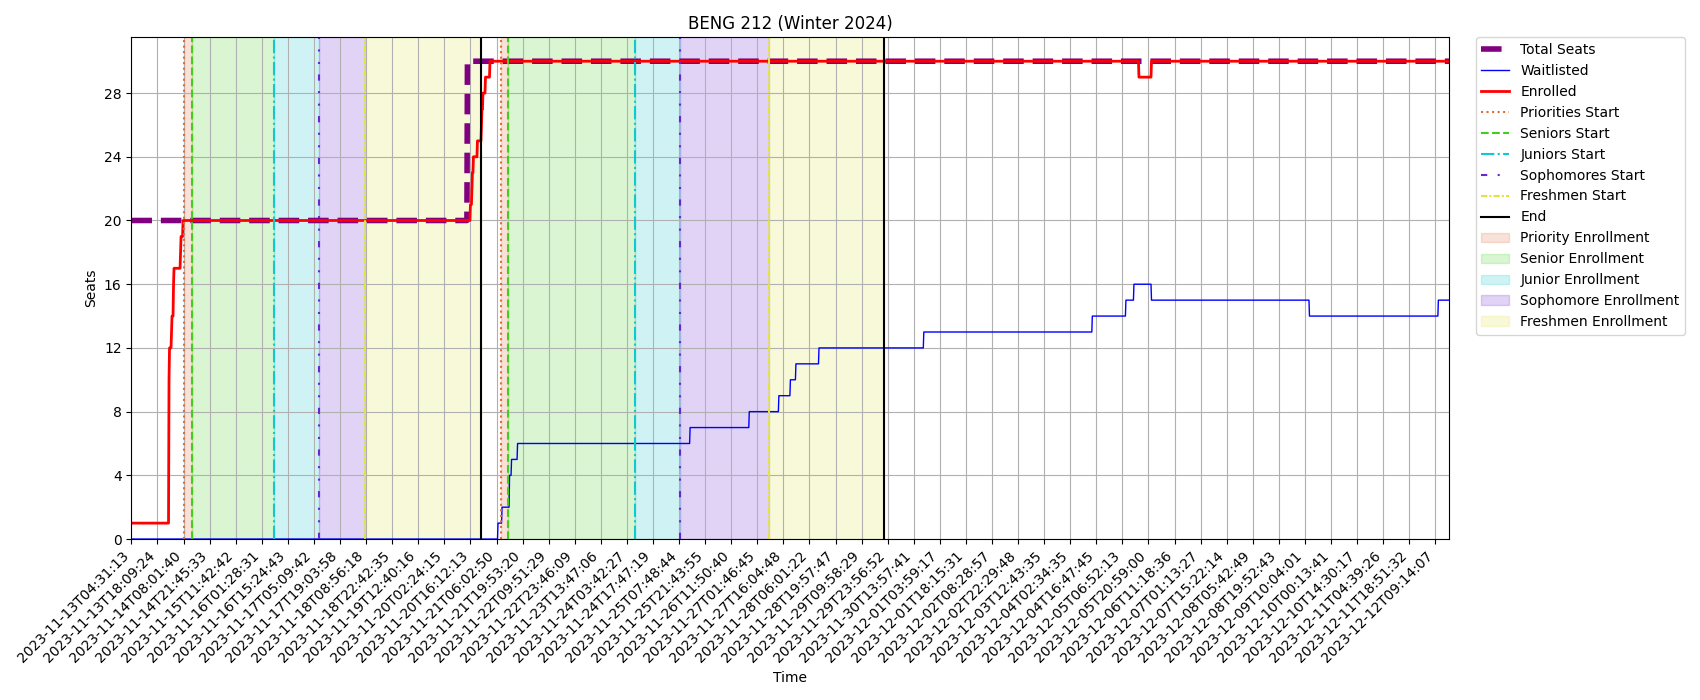 BENG 212 (Winter 2024)
Total Seats
Waitlisted
Enrolled
Priorities Start
Seniors Start
Juniors Start
Sophomores Start
Freshmen Start
End
Priority Enrollment
Senior Enrollment
Junior Enrollment
Sophomore Enrollment
Freshmen Enrollment
Seats
28
24
20
16
12
8
4
0
2023-11-13T04:31:13
2023-11-13T18:09:24
2023-11-14T08:01:40
2023-11-14T21:45:33
2023-11-15T11:42:42
2023-11-16T01:28:31
2023-11-16T15:24:43
2023-11-17T05:09:42
2023-11-17T19:03:58
2023-11-18T08:56:18
2023-11-18T22:42:35
2023-11-19T12:40:16
2023-11-20T02:24:15
2023-11-20T16:12:13
2023-11-21T06:02:50
2023-11-21T19:53:20
2023-11-22T09:51:29
2023-11-22T23:46:09
2023-11-23T13:47:06
2023-11-24T03:42:27
2023-11-24T17:47:19
2023-11-25T07:48:44
2023-11-25T21:43:55
2023-11-26T11:50:40
2023-11-27T01:46:45
2023-11-27T16:04:48
2023-11-28T06:01:22
2023-11-28T19:57:47
2023-11-29T09:58:29
2023-11-29T23:56:52
2023-11-30T13:57:41
2023-12-01T03:59:17
2023-12-01T18:15:31
2023-12-02T08:28:57
2023-12-02T22:29:48
2023-12-03T12:43:35
2023-12-04T02:34:35
2023-12-04T16:47:45
2023-12-05T06:52:13
2023-12-05T20:59:00
2023-12-06T11:18:36
2023-12-07T01:13:27
2023-12-07T15:22:14
2023-12-08T05:42:49
2023-12-08T19:52:43
2023-12-09T10:04:01
2023-12-10T00:13:41
2023-12-10T14:30:17
2023-12-11T04:39:26
2023-12-11T18:51:32
2023-12-12T09:14:07
Time